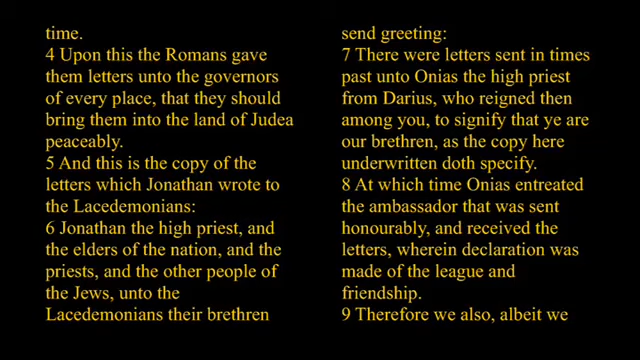 time.
4 Upon this the Romans gave
them letters unto the governors
of every place, that they should
bring them into the land of Judea
peaceably.
5 And this is the copy of the
letters which Jonathan wrote to
the Lacedemonians:
6 Jonathan the high priest, and
the elders of the nation, and the
priests, and the other people of
the Jews, unto the
Lacedemonians their brethren
send greeting:
7 There were letters sent in times
past unto Onias the high priest
from Darius, who reigned then
among you, to signify that ye are
our brethren, as the copy here
underwritten doth specify.
8 At which time Onias entreated
the ambassador that was sent
honourably, and received the
letters, wherein declaration was
made of the league and
friendship.
9 Therefore we also, albeit we